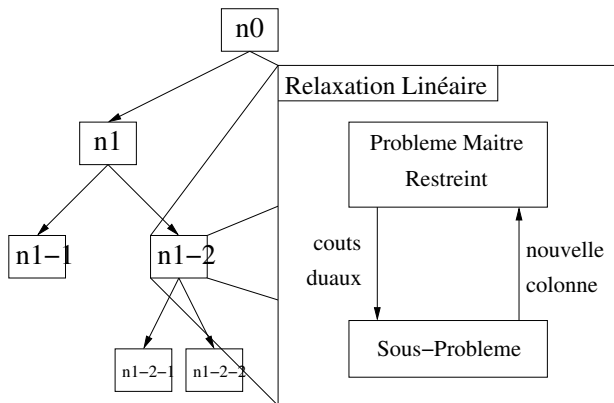 n0
Relaxation Linéaire
n1
Probleme Maitre
Restreint
n1−1
n1−2
couts
duaux
nouvelle
colonne
Sous−Probleme
n1−2−1
n1−2−2